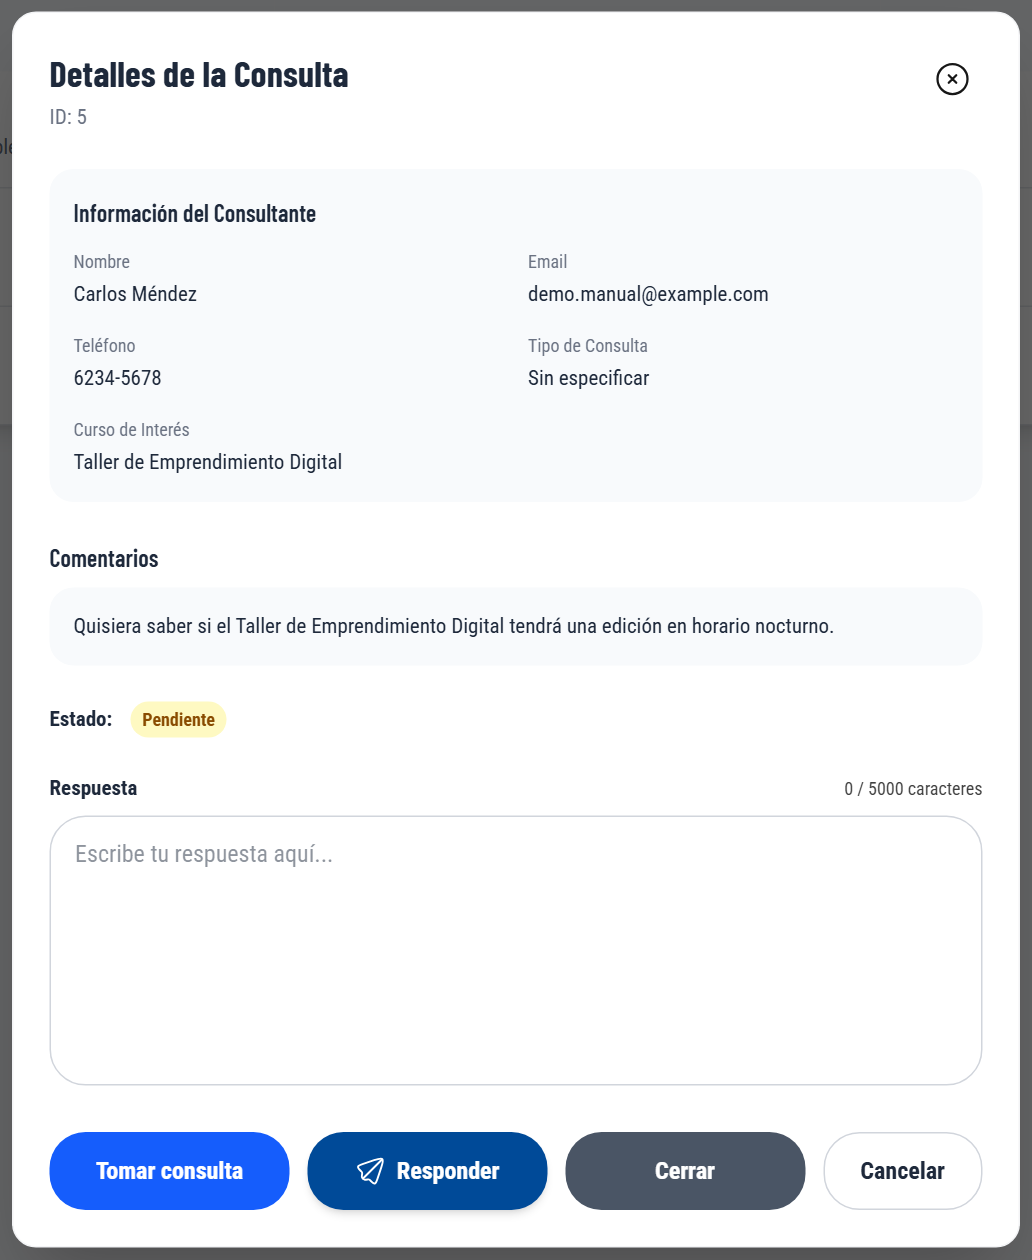 Detalles de la Consulta
ID: 5
Información del Consultante
Nombre
Carlos Méndez
Email
demo.manual@example.com
Teléfono
6234-5678
Tipo de Consulta
Sin especificar
Curso de Interés
Taller de Emprendimiento Digital
Comentarios
Quisiera saber si el Taller de Emprendimiento Digital tendrá una edición en horario nocturno.
Estado: Pendiente
Respuesta 0 / 5000 caracteres
Escribe tu respuesta aquí...
Tomar consulta Responder Cerrar Cancelar